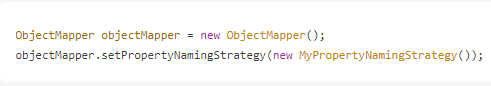 ObjectMapper objectMapper = new ObjectMapper();
objectMapper.setPropertyNamingStrategy(new MyPropertyNamingStrategy());